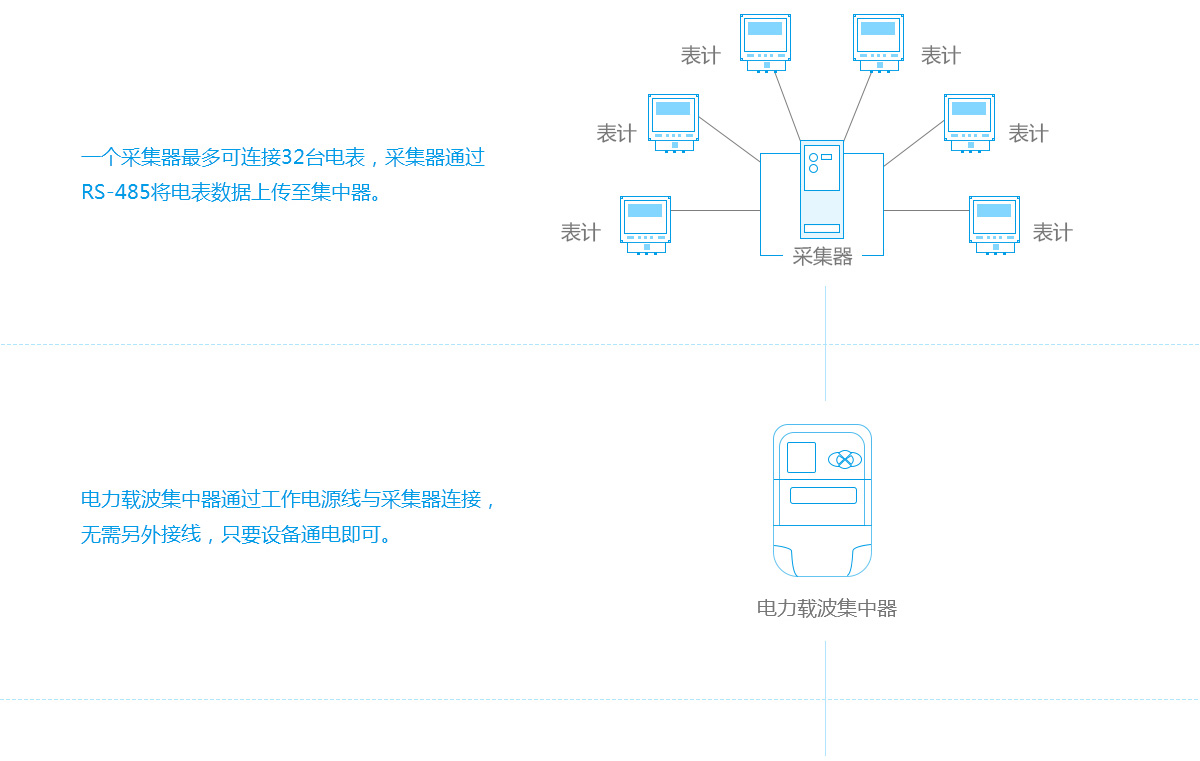 表计
表计
表计
表计
一个采集器最多可连接32台电表，采集器通过
RS-485将电表数据上传至集中器。
表计
表计
采集器
电力载波集中器通过工作电源线与采集器连接，
无需另外接线，只要设备通电即可。
电力载波集中器